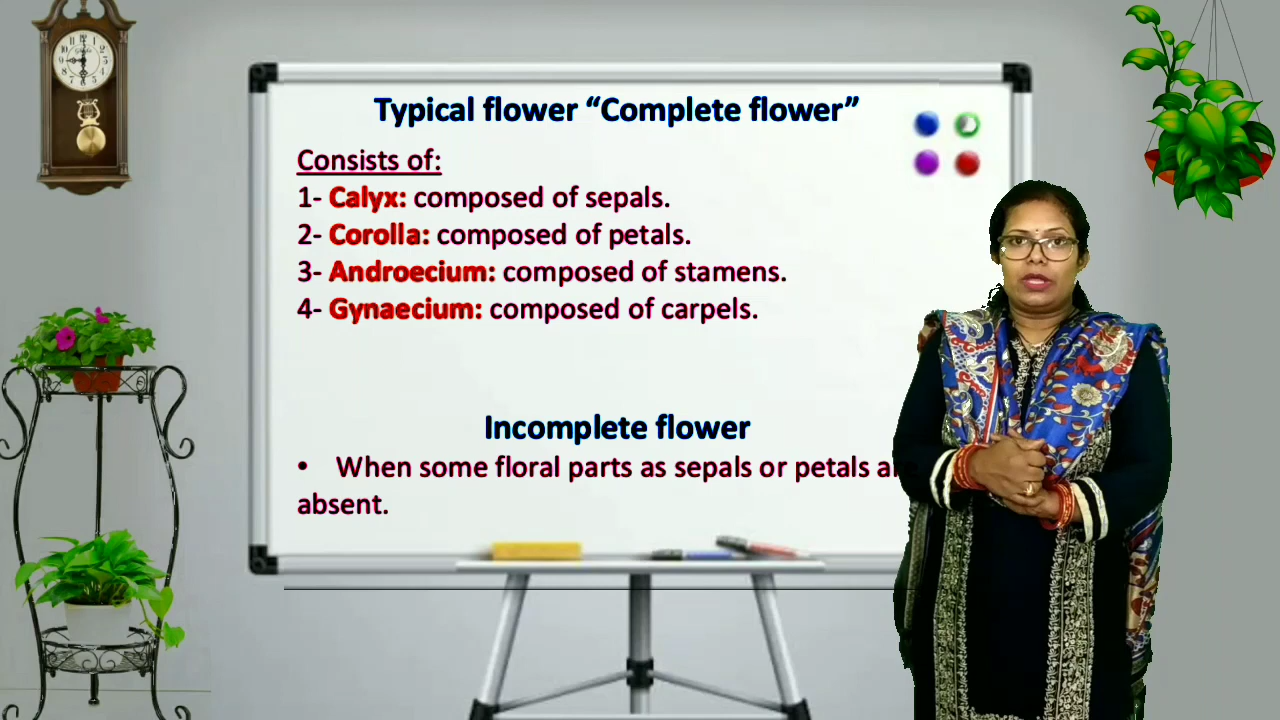 Typical flower “Complete flower”
Consists of:
1- Calyx: composed of sepals.
2- Corolla: composed of petals.
3- Androecium: composed of stamens.
4- Gynaecium: composed of carpels.
Incomplete flower
• When some floral parts as sepals or petals are
absent.